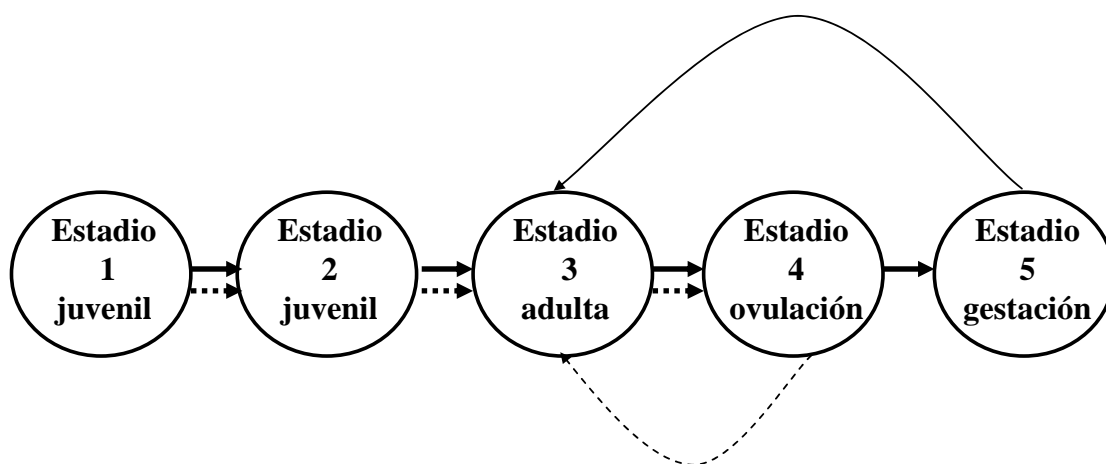 Estadio
1
juvenil
Estadio
2
juvenil
Estadio
3
adulta
Estadio
4
ovulación
Estadio
5
gestación